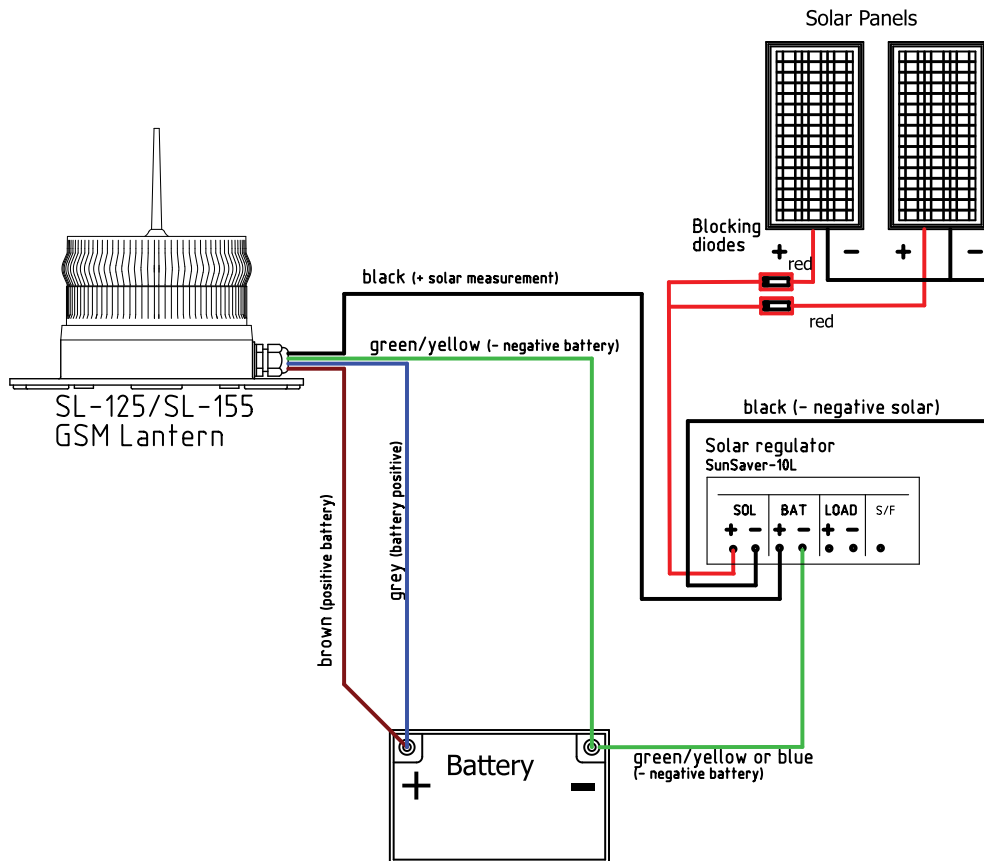 Solar Panels
Blocking
diodes
+ - + -
red
red
black (+ solar measurement)
green/yellow (- negative battery)
SL-125/SL-155
GSM Lantern
black (- negative solar)
Solar regulator
SunSaver-10L
SOL BAT LOAD S/F
+ - + - + -
brown (positive battery)
grey (battery positive)
Battery
+ -
green/yellow or blue
(- negative battery)